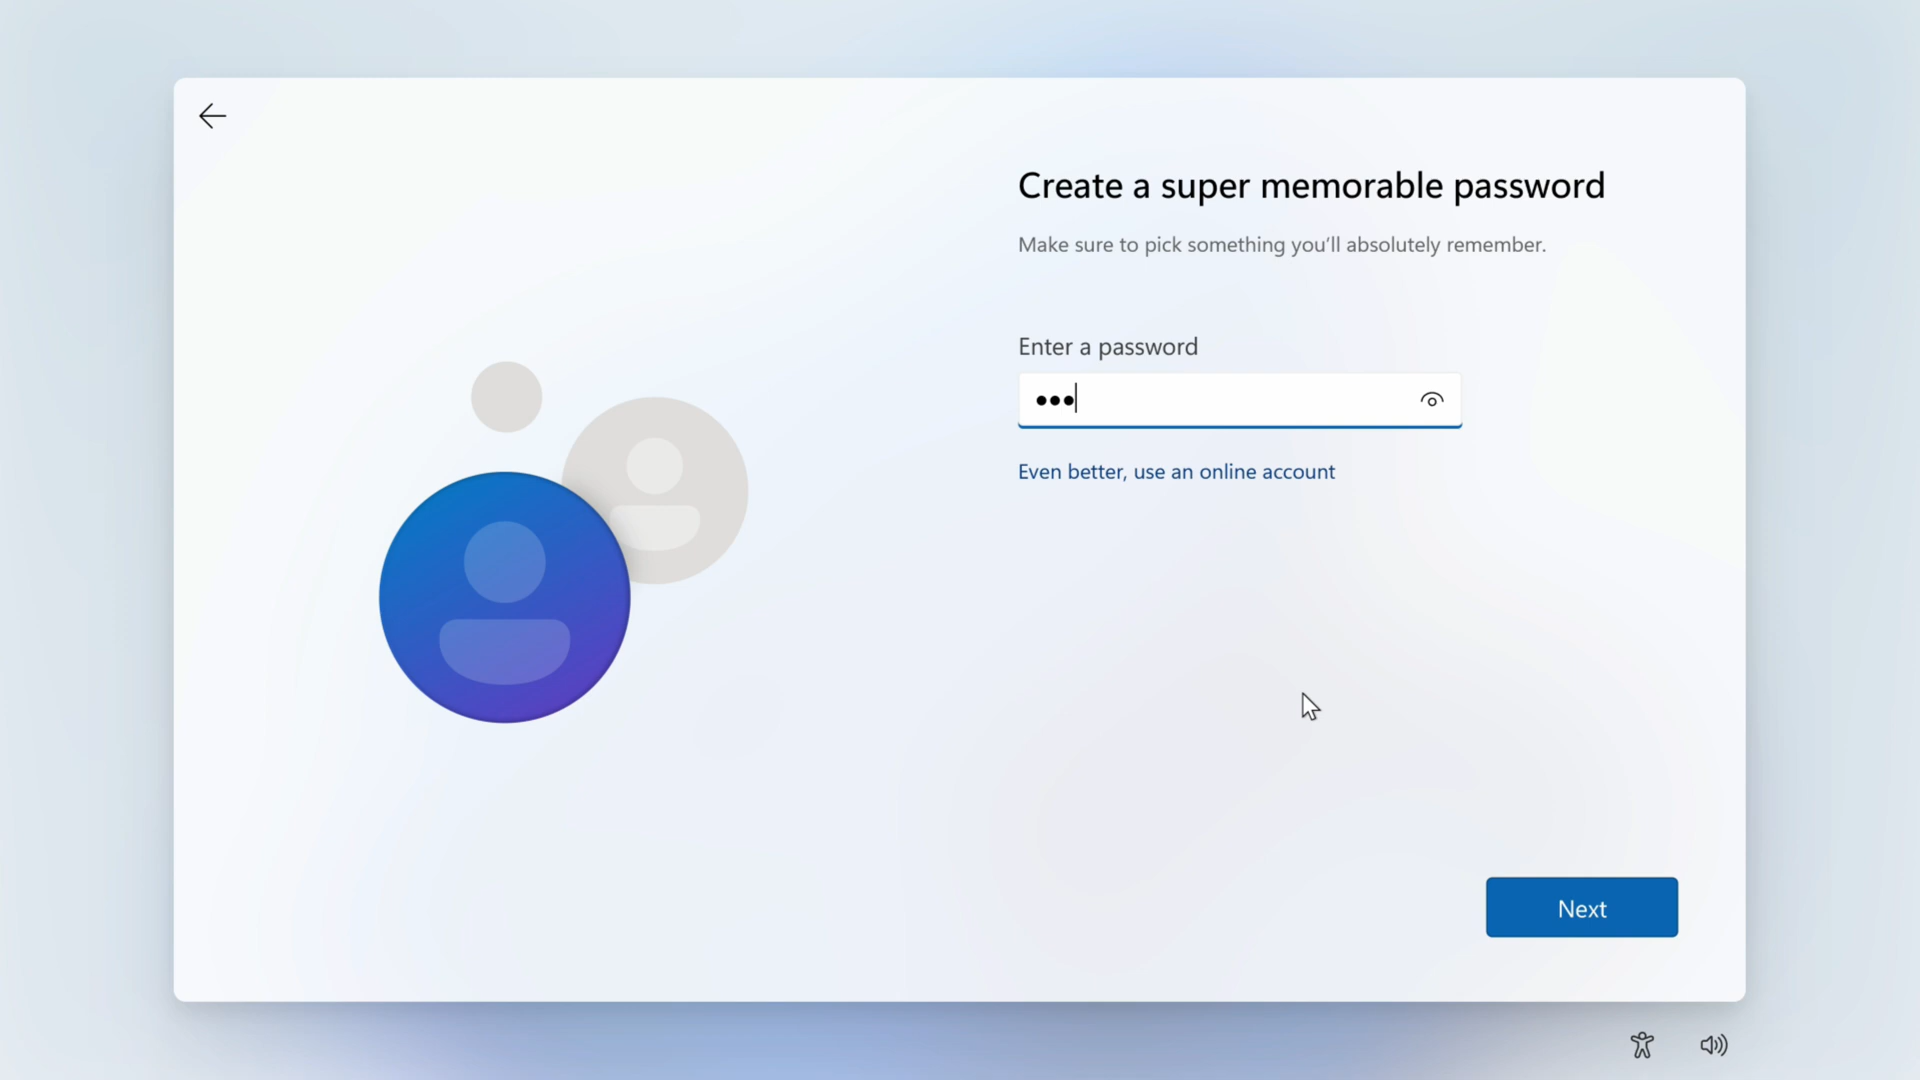 Create a super memorable password
Make sure to pick something you'll absolutely remember.
Enter a password
Even better, use an online account
Next